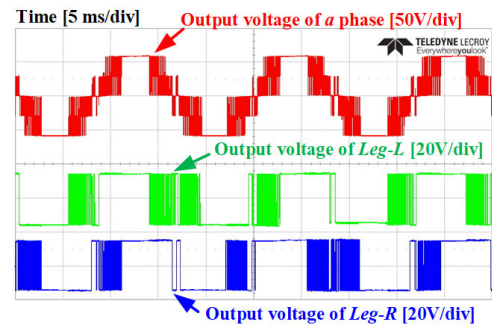 Time [5 ms/div]
Output voltage of a phase [50V/div]
TELEDYNE LECROY
Everywhereyoulook™
Output voltage of Leg-L [20V/div]
Output voltage of Leg-R [20V/div]